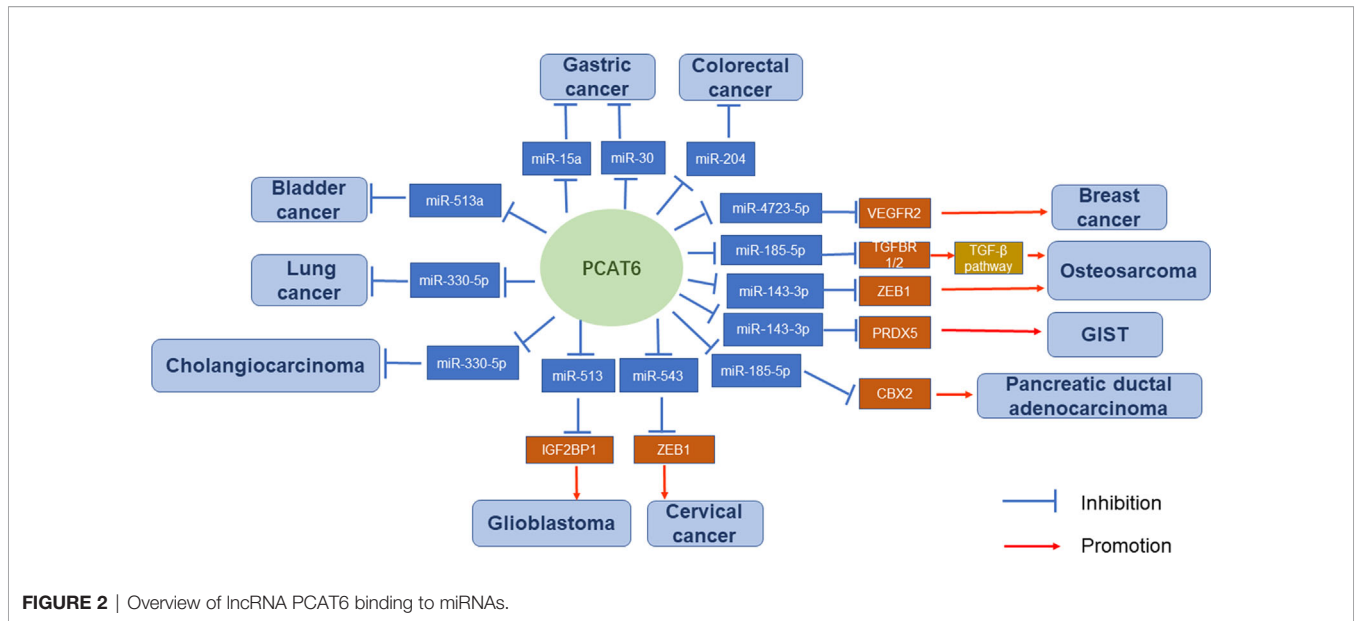 Gastric
cancer
Colorectal
cancer
miR-15a
miR-30
miR-204
Bladder
cancer
miR-513a
miR-4723-5p
VEGFR2
Breast
cancer
PCAT6
miR-185-5p
TGFBR
1/2
TGF-β
pathway
Osteosarcoma
Lung
cancer
miR-330-5p
miR-143-3p
ZEB1
miR-143-3p
PRDX5
GIST
Cholangiocarcinoma
miR-330-5p
miR-513
miR-543
miR-185-5p
CBX2
Pancreatic ductal
adenocarcinoma
IGF2BP1
ZEB1
Glioblastoma
Cervical
cancer
Inhibition
Promotion
FIGURE 2 | Overview of lncRNA PCAT6 binding to miRNAs.